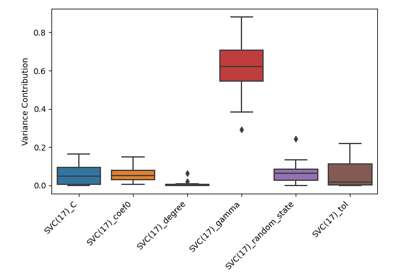 Variance Contribution
0.8
0.6
0.4
0.2
0.0
SVC(17)_C
SVC(17)_coef0
SVC(17)_degree
SVC(17)_gamma
SVC(17)_random_state
SVC(17)_tol